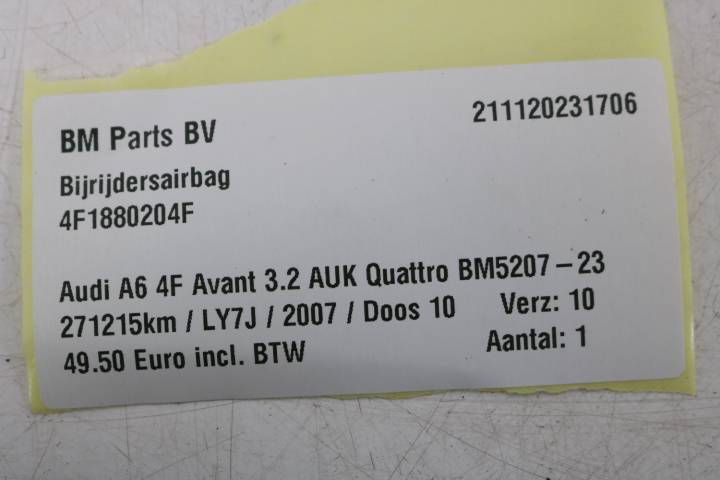 BM Parts BV 211120231706
Bijrijdersairbag
4F1880204F
Audi A6 4F Avant 3.2 AUK Quattro BM5207-23
271215km / LY7J / 2007 / Doos 10 Verz: 10
49.50 Euro incl. BTW Aantal: 1